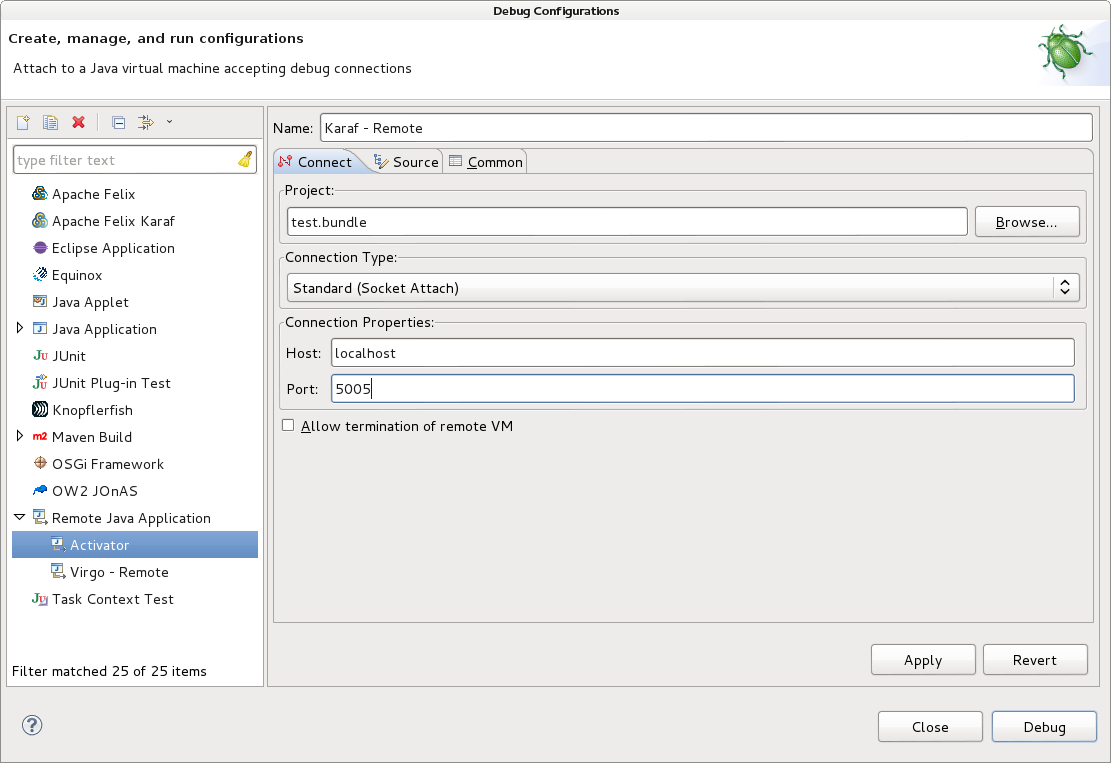 Debug Configurations
Create, manage, and run configurations
Attach to a Java virtual machine accepting debug connections
type filter text
Apache Felix
Apache Felix Karaf
Eclipse Application
Equinox
Java Applet
Java Application
JUnit
JUnit Plug-in Test
Knopflerfish
m2 Maven Build
OSGi Framework
OW2 JOnAS
Remote Java Application
Activator
Virgo - Remote
Task Context Test
Filter matched 25 of 25 items
Name: Karaf - Remote
Connect Source Common
Project:
test.bundle Browse...
Connection Type:
Standard (Socket Attach)
Connection Properties:
Host: localhost
Port: 5005
Allow termination of remote VM
Apply Revert
? Close Debug